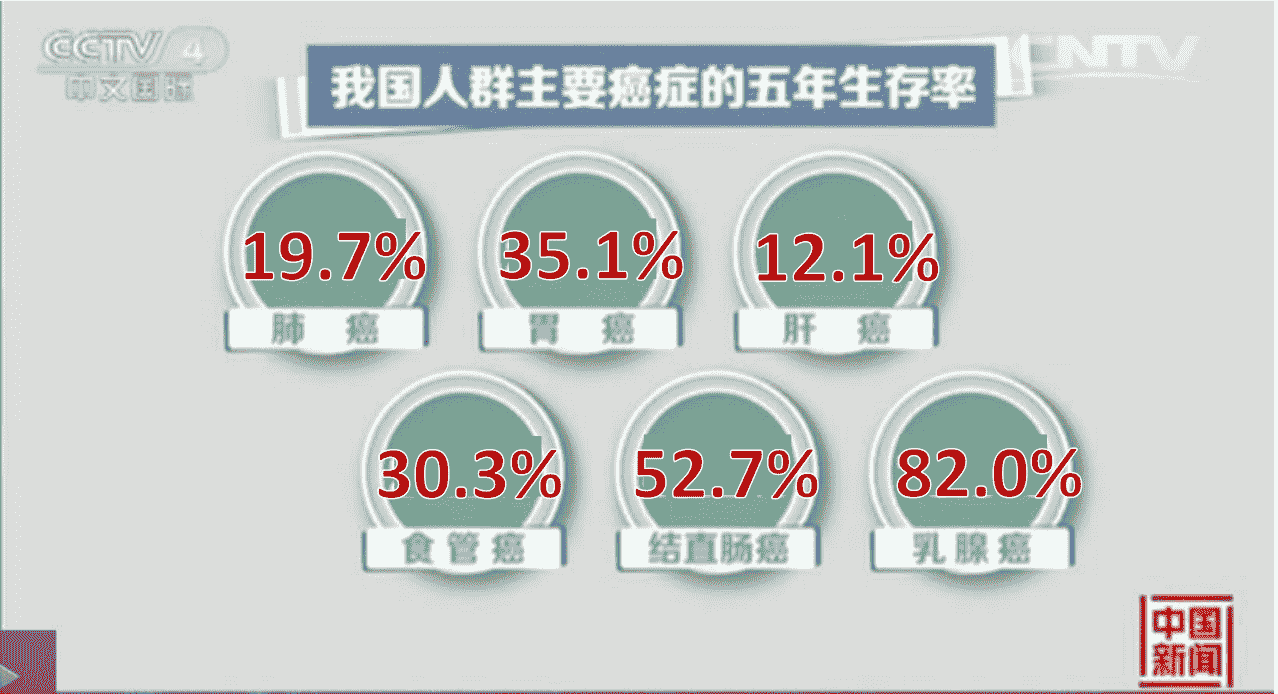 CCTV 4
中文国际
CNTV
我国人群主要癌症的五年生存率
19.7%
35.1%
12.1%
肺 癌
胃 癌
肝 癌
30.3%
52.7%
82.0%
食管癌
结直肠癌
乳腺癌
中国
新闻